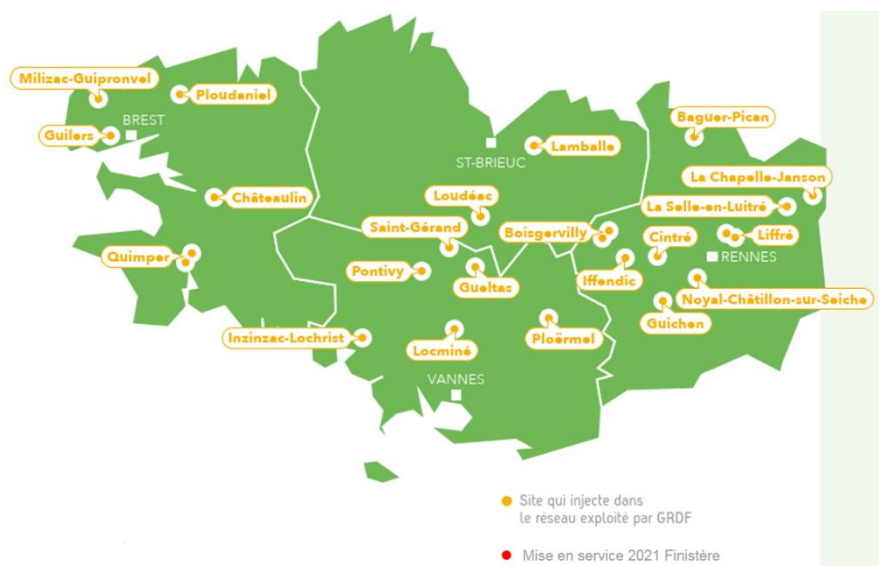 Milizac-Guipronvel
Ploudaniel
BREST
Guilers
Baguer-Pican
Lamballe
ST-BRIEUC
La Chapelle-Janson
Châteaulin
Loudéac
La Selle-en-Luitré
Saint-Gérand
Boisgervilly
Cintré
Liffré
Quimper
RENNES
Pontivy
Gueltas
Iffendic
Noyal-Châtillon-sur-Seiche
Guichen
Inzinzac-Lochrist
Locminé
Ploërmel
VANNES
Site qui injecte dans
le réseau exploité par GRDF
Mise en service 2021 Finistère